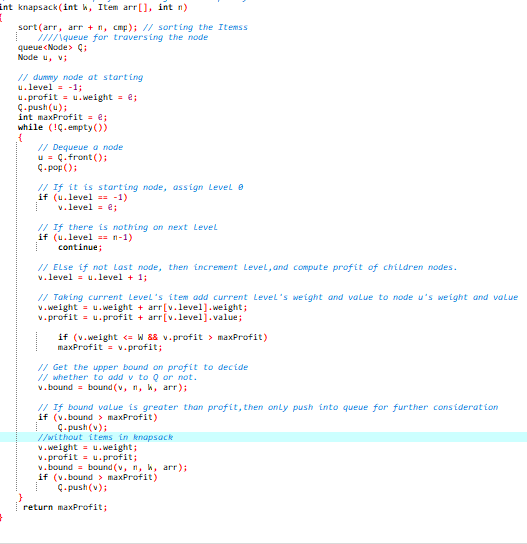 int knapsack(int W, Item arr[], int n)
{
sort(arr, arr + n, cmp); // sorting the Itemss
////\queue for traversing the node
queue<Node> Q;
Node u, v;
// dummy node at starting
u.level = -1;
u.profit = u.weight = 0;
Q.push(u);
int maxProfit = 0;
while (!Q.empty())
{
// Dequeue a node
u = Q.front();
Q.pop();
// If it is starting node, assign level 0
if (u.level == -1)
v.level = 0;
// If there is nothing on next level
if (u.level == n-1)
continue;
// Else if not last node, then increment level,and compute profit of children nodes.
v.level = u.level + 1;
// Taking current level's item add current level's weight and value to node u's weight and value
v.weight = u.weight + arr[v.level].weight;
v.profit = u.profit + arr[v.level].value;
if (v.weight <= W && v.profit > maxProfit)
maxProfit = v.profit;
// Get the upper bound on profit to decide
// whether to add v to Q or not.
v.bound = bound(v, n, W, arr);
// If bound value is greater than profit,then only push into queue for further consideration
if (v.bound > maxProfit)
Q.push(v);
//without items in knapsack
v.weight = u.weight;
v.profit = u.profit;
v.bound = bound(v, n, W, arr);
if (v.bound > maxProfit)
Q.push(v);
}
return maxProfit;
}